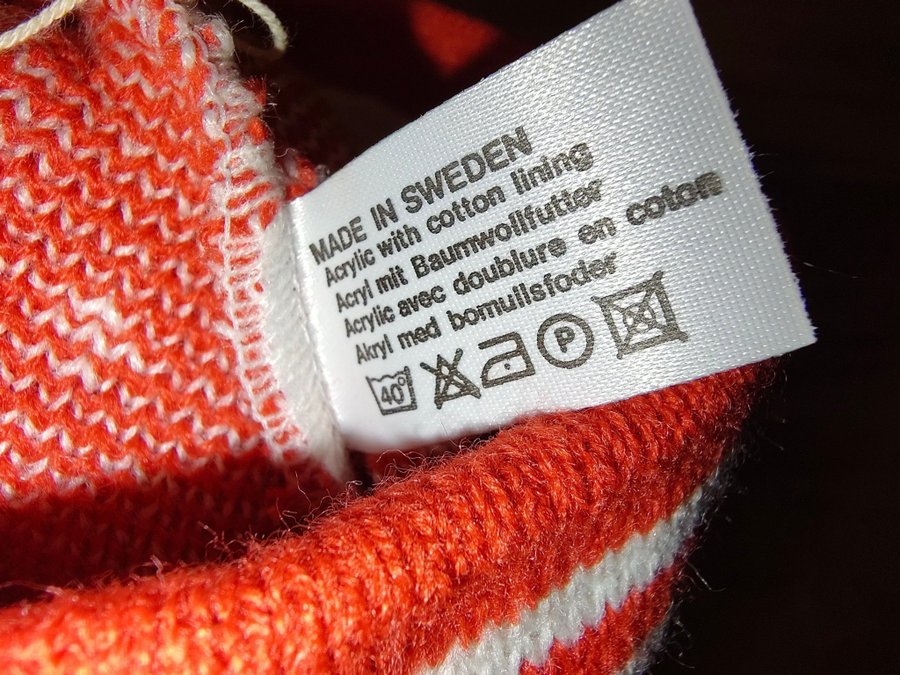 MADE IN SWEDEN
Acrylic with cotton lining
Acryl mit Baumwollfutter
Acrylic avec doublure en coton
Akryl med bomullsfoder
40° P